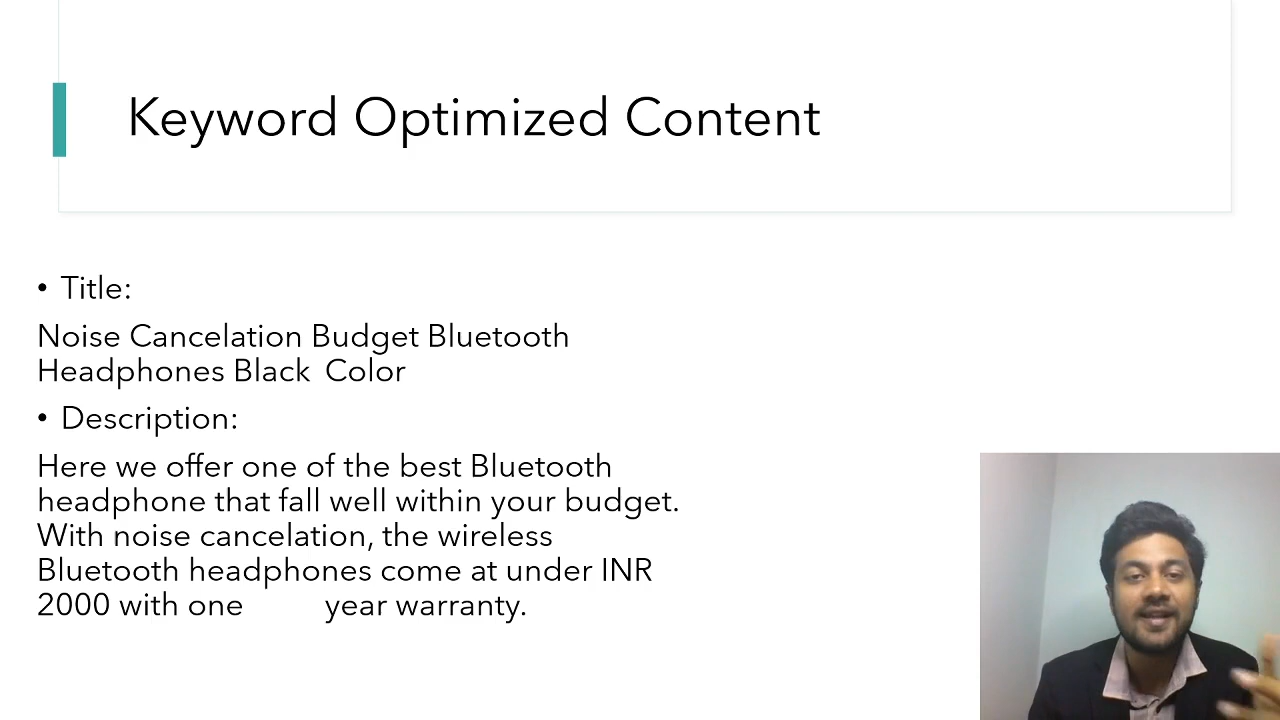 Keyword Optimized Content
• Title:
Noise Cancelation Budget Bluetooth
Headphones Black Color
• Description:
Here we offer one of the best Bluetooth
headphone that fall well within your budget.
With noise cancelation, the wireless
Bluetooth headphones come at under INR
2000 with one year warranty.